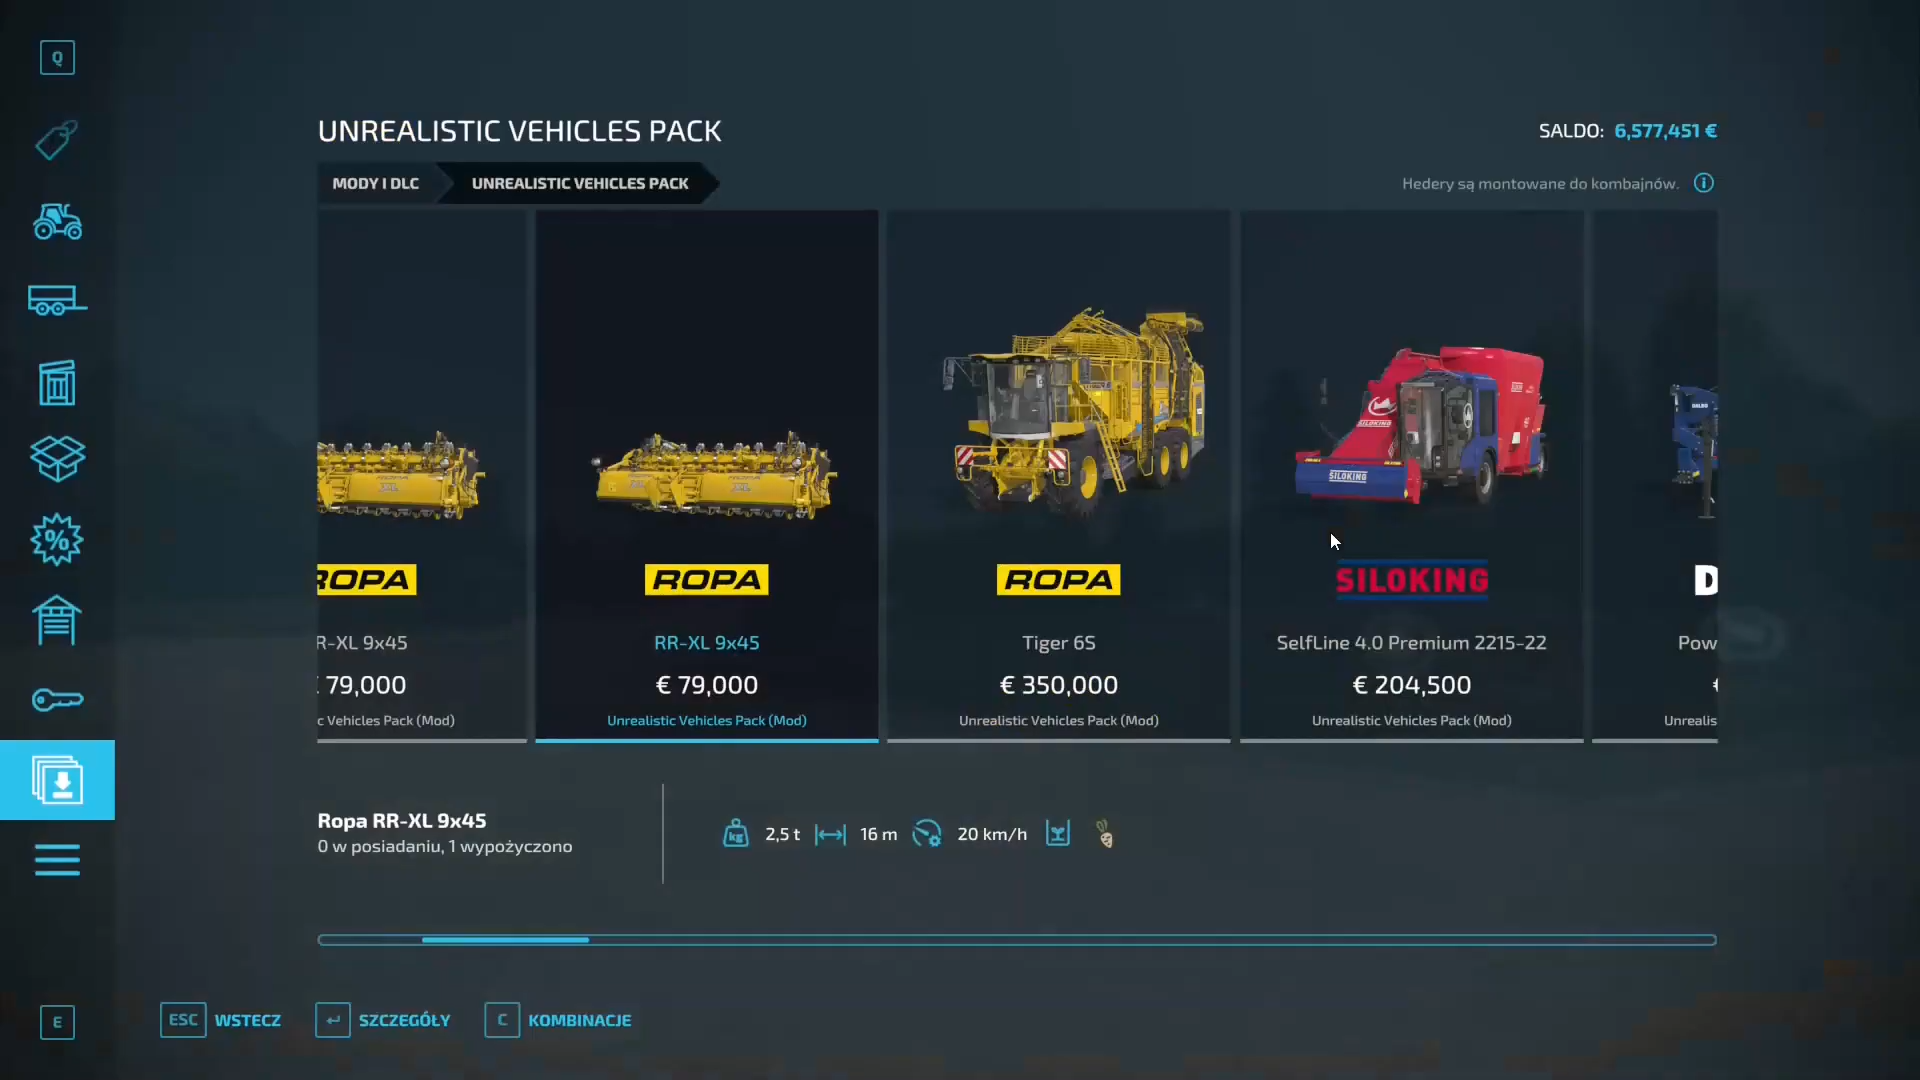 Q
UNREALISTIC VEHICLES PACK
SALDO: 6,577,451 €
MODY I DLC
UNREALISTIC VEHICLES PACK
Hedery są montowane do kombajnów.
ROPA
ROPA
ROPA
SILOKING
SILOKING
SILOKING
D
R-XL 9x45
RR-XL 9x45
Tiger 6S
SelfLine 4.0 Premium 2215-22
Pow
79,000
€ 79,000
€ 350,000
€ 204,500
c Vehicles Pack (Mod)
Unrealistic Vehicles Pack (Mod)
Unrealistic Vehicles Pack (Mod)
Unrealistic Vehicles Pack (Mod)
Unrealis
Ropa RR-XL 9x45
0 w posiadaniu, 1 wypożyczono
kg 2,5 t 16 m 20 km/h
E
ESC WSTECZ
SZCZEGÓŁY
C KOMBINACJE